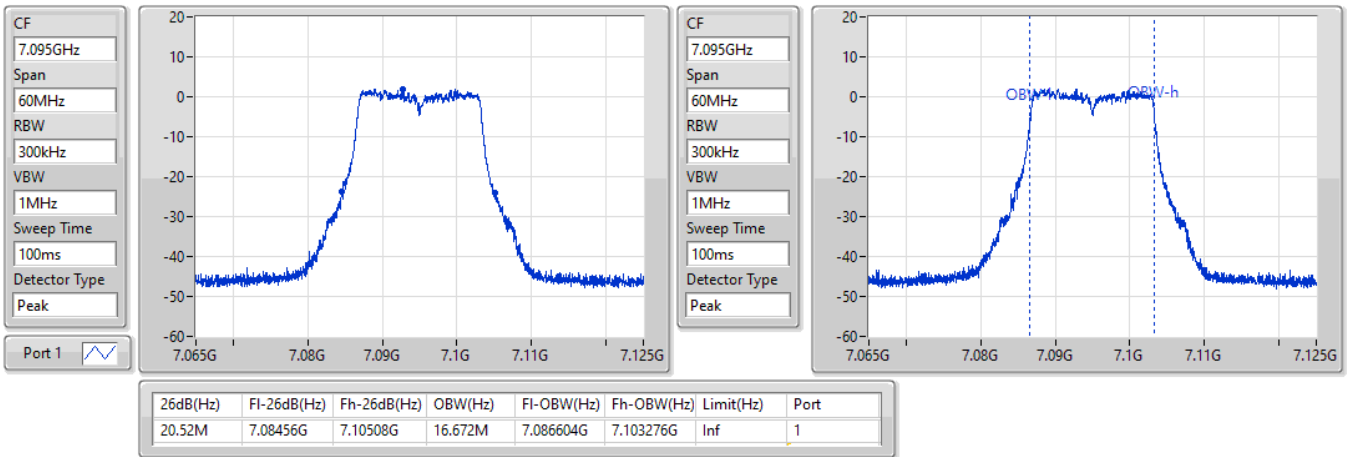 CF
7.095GHz
Span
60MHz
RBW
300kHz
VBW
1MHz
Sweep Time
100ms
Detector Type
Peak
Port 1
20
10
0
-10
-20
-30
-40
-50
-60
7.065G 7.08G 7.09G 7.1G 7.11G 7.125G
CF
7.095GHz
Span
60MHz
RBW
300kHz
VBW
1MHz
Sweep Time
100ms
Detector Type
Peak
20
10
0
-10
-20
-30
-40
-50
-60
OBW-h
7.065G 7.08G 7.09G 7.1G 7.11G 7.125G
26dB(Hz) Fl-26dB(Hz) Fh-26dB(Hz) OBW(Hz) Fl-OBW(Hz) Fh-OBW(Hz) Limit(Hz) Port
20.52M 7.08456G 7.10508G 16.672M 7.086604G 7.103276G Inf 1